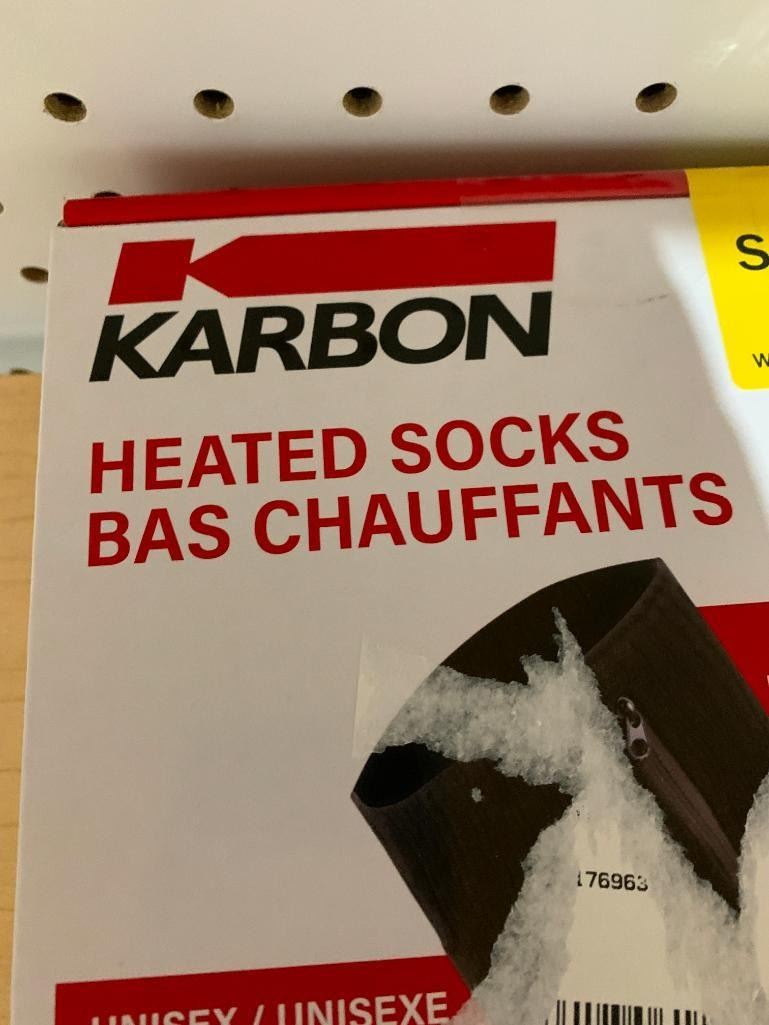 KARBON
HEATED SOCKS
BAS CHAUFFANTS
176963
UNISEX / UNISEXE